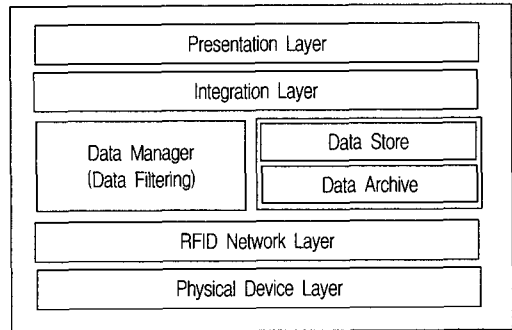 Presentation Layer
Integration Layer
Data Manager
(Data Filtering)
Data Store
Data Archive
RFID Network Layer
Physical Device Layer